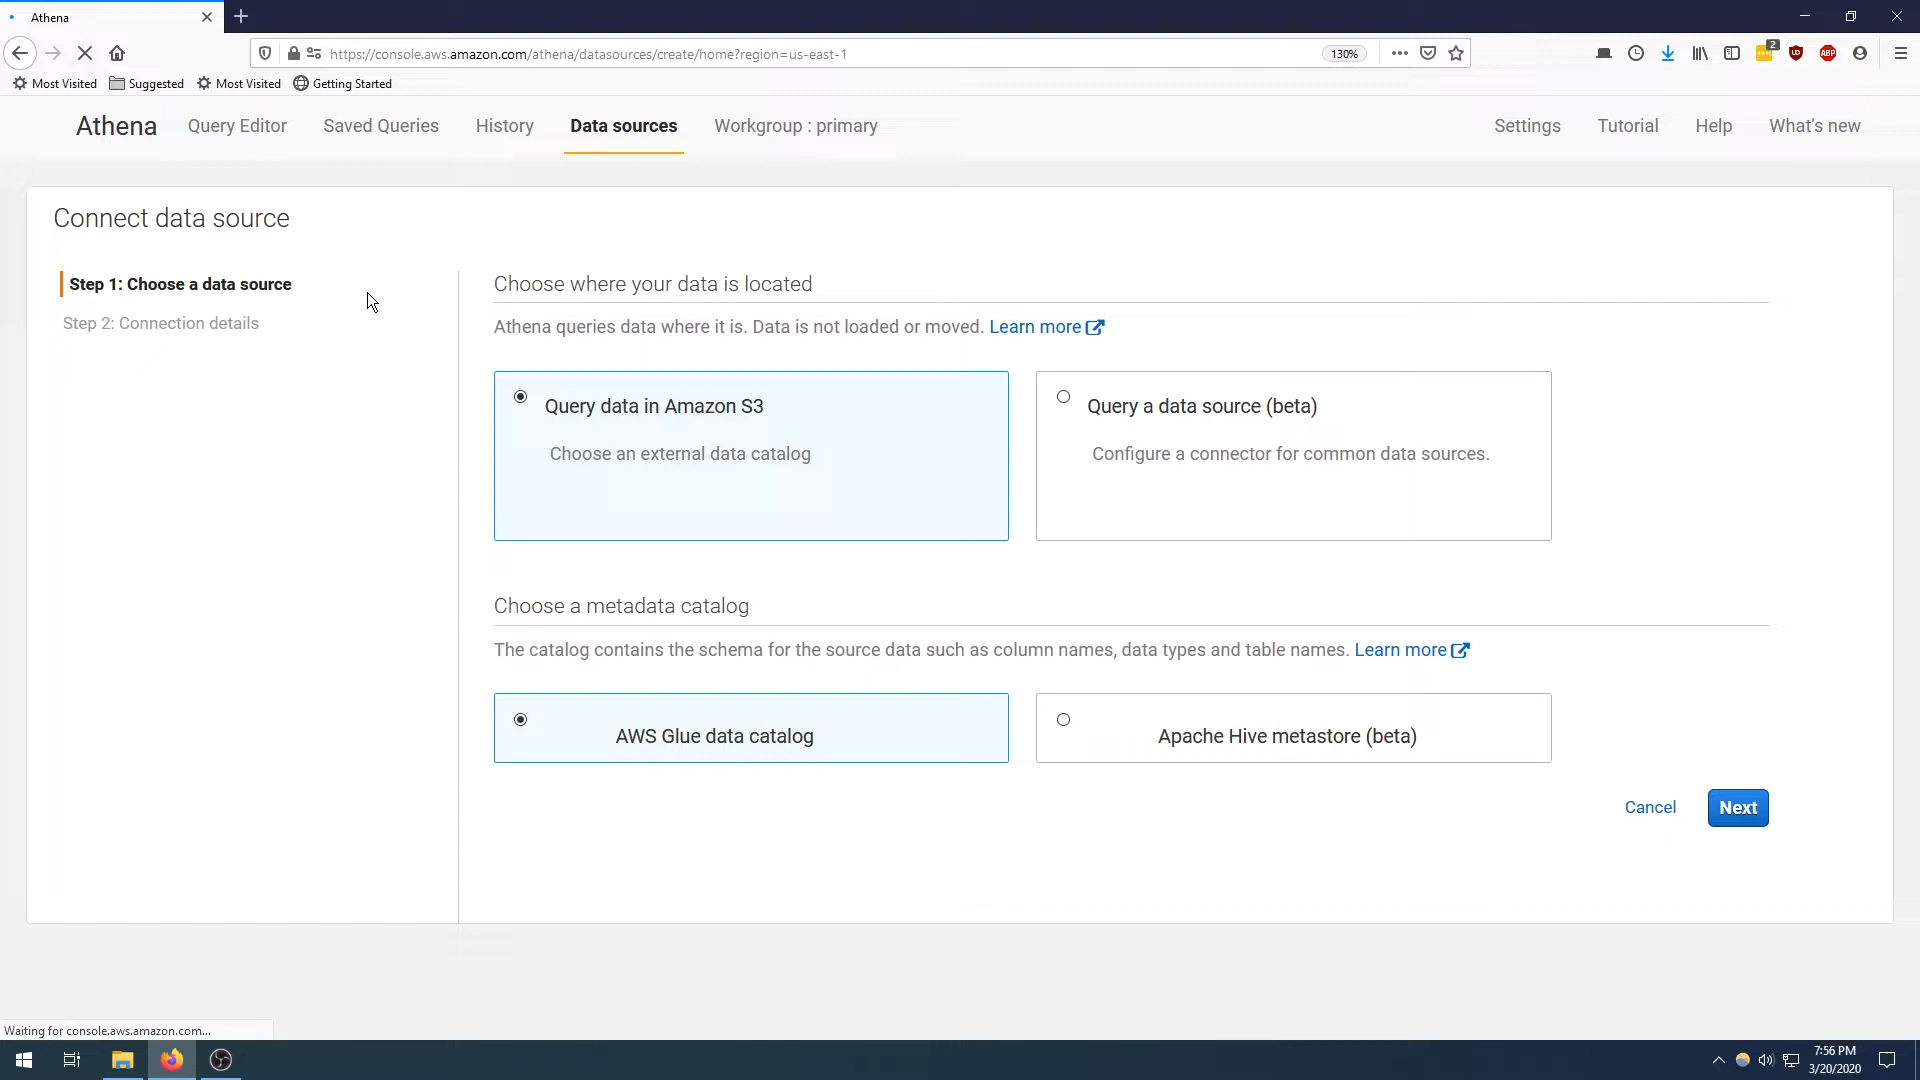 Athena
https://console.aws.amazon.com/athena/datasources/create/home?region=us-east-1
130%
2
ABP
Most Visited
Suggested
Most Visited
Getting Started
Athena
Query Editor
Saved Queries
History
Data sources
Workgroup : primary
Settings
Tutorial
Help
What's new
Connect data source
Step 1: Choose a data source
Step 2: Connection details
Choose where your data is located
Athena queries data where it is. Data is not loaded or moved. Learn more
Query data in Amazon S3
Choose an external data catalog
Query a data source (beta)
Configure a connector for common data sources.
Choose a metadata catalog
The catalog contains the schema for the source data such as column names, data types and table names. Learn more
AWS Glue data catalog
Apache Hive metastore (beta)
Cancel
Next
Waiting for console.aws.amazon.com...
7:56 PM
3/20/2020